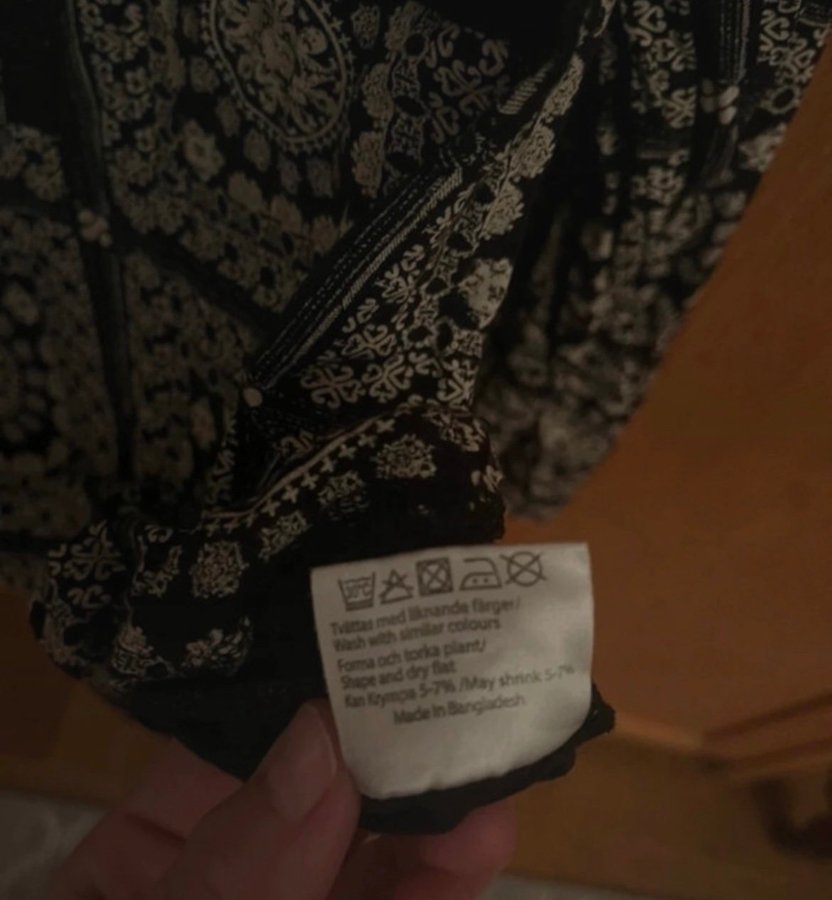 30°C
Tvättas med liknande färger/
Wash with similar colours
Forma och torka plant/
Shape and dry flat
Kan Krympa 5-7% /May shrink 5-7%
Made In Bangladesh